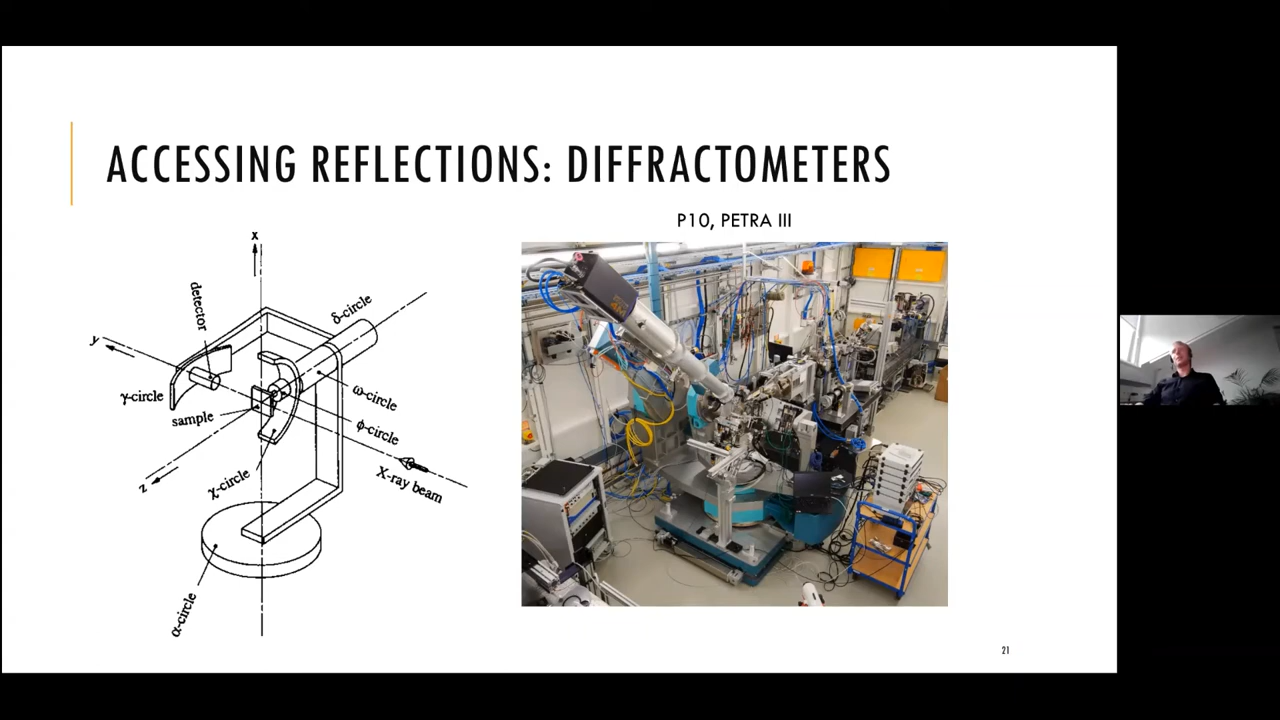 ACCESSING REFLECTIONS: DIFFRACTOMETERS
P10, PETRA III
x
δ-circle
detector
y
γ-circle
ω-circle
sample
ϕ-circle
X-ray beam
z
χ-circle
α-circle
21